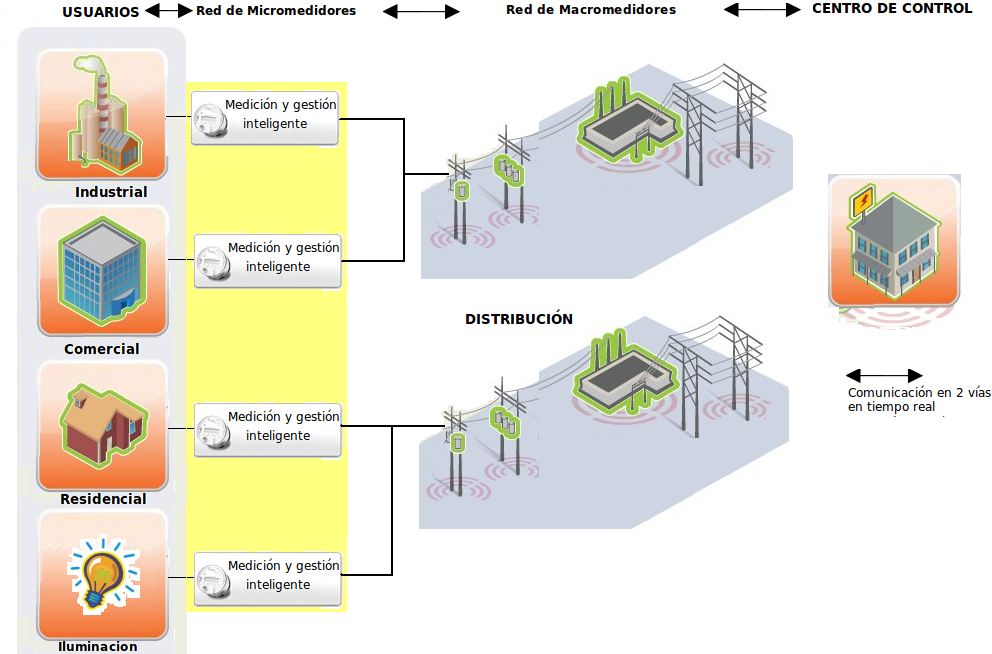 USUARIOS
Red de Micromedidores
Red de Macromedidores
CENTRO DE CONTROL
Medición y gestión
inteligente
Industrial
Medición y gestión
inteligente
Comercial
DISTRIBUCIÓN
Comunicación en 2 vías
en tiempo real
Medición y gestión
inteligente
Residencial
Medición y gestión
inteligente
Iluminacion